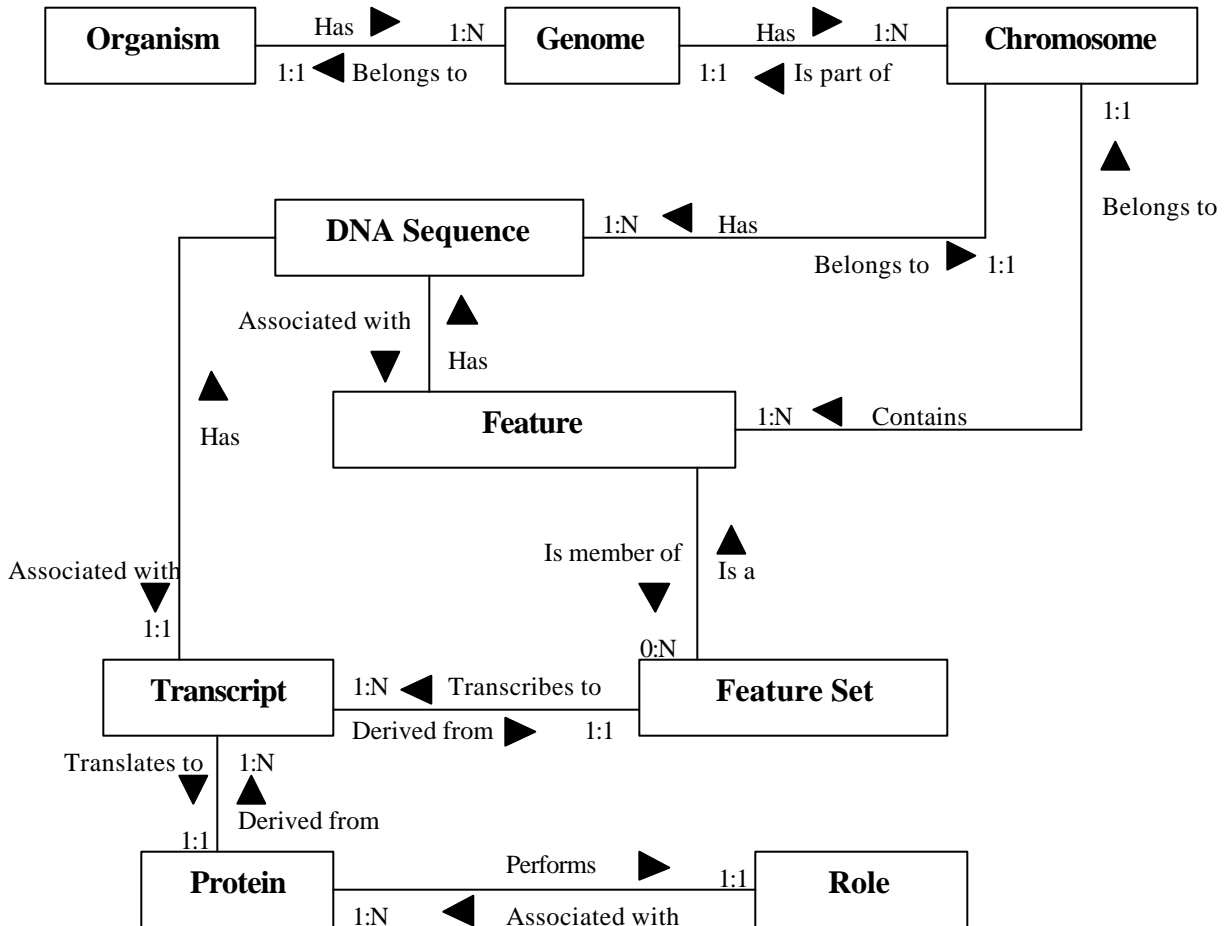 Organism
Has
1:N
Genome
Has
1:N
Chromosome
1:1
Belongs to
1:1
Is part of
1:1
Belongs to
DNA Sequence
1:N
Has
Belongs to
1:1
Associated with
Has
Has
Feature
1:N
Contains
Is member of
Is a
Associated with
1:1
0:N
Transcript
1:N
Transcribes to
Feature Set
Derived from
1:1
Translates to
1:N
Derived from
1:1
Protein
Performs
1:1
Role
1:N
Associated with